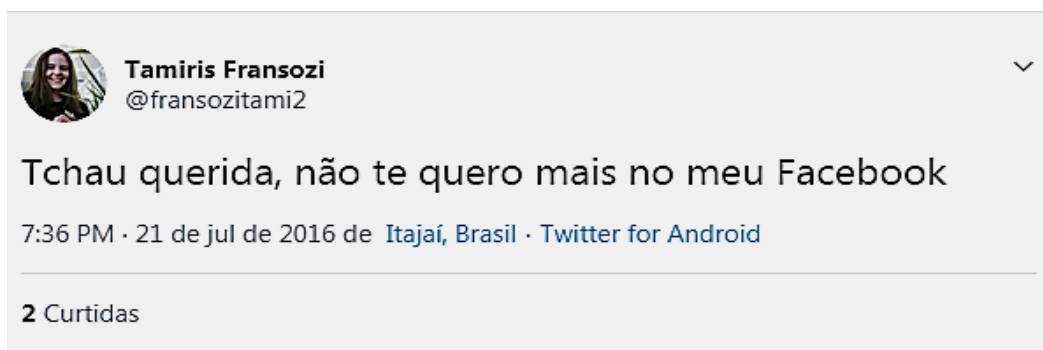 Tamiris Fransozi
@fransozitami2
Tchau querida, não te quero mais no meu Facebook
7:36 PM · 21 de jul de 2016 de Itajaí, Brasil · Twitter for Android
2 Curtidas